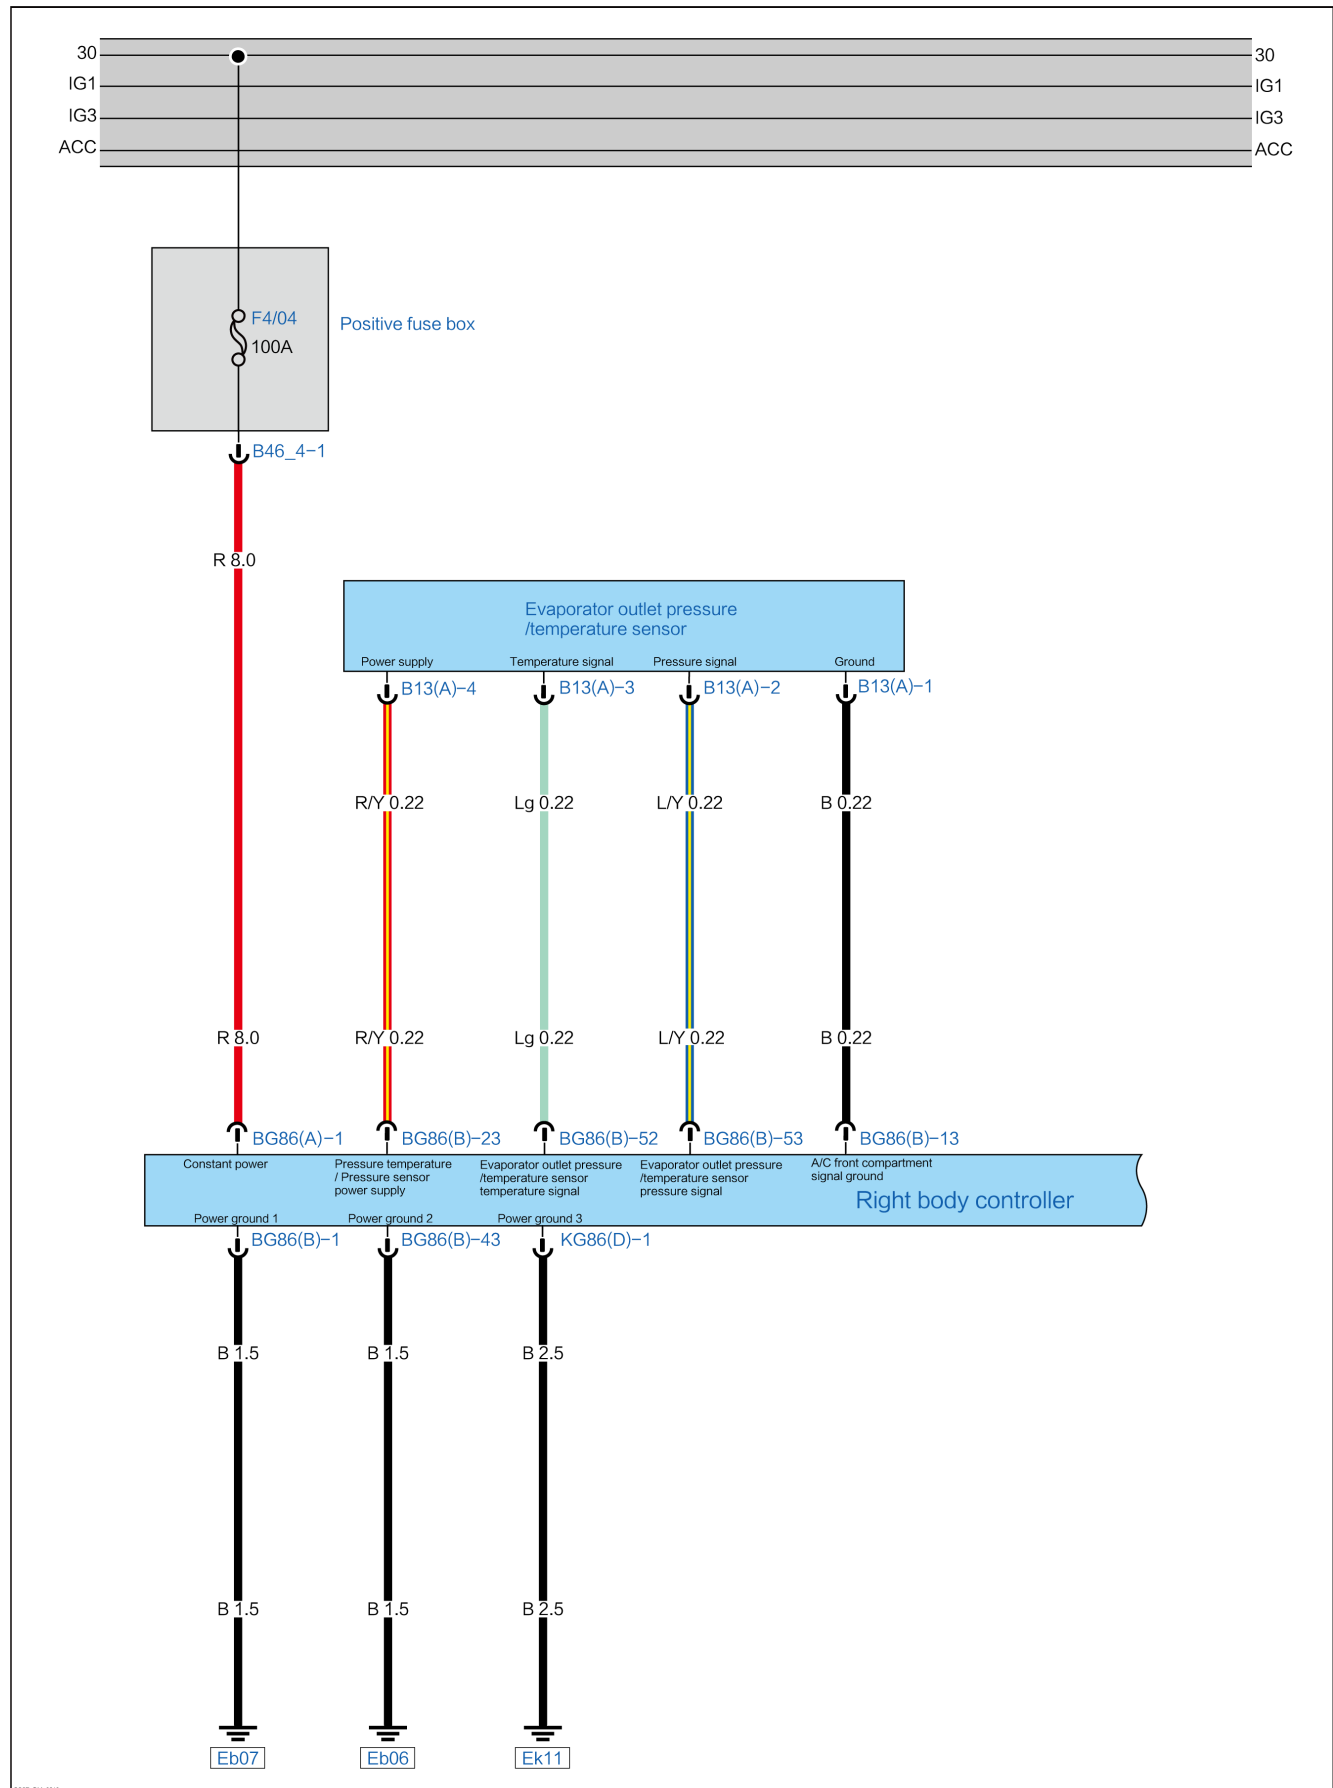 30
30
IG1
IG1
IG3
IG3
ACC
ACC
F4/04
Positive fuse box
100A
B46_4-1
R 8.0
Evaporator outlet pressure
/temperature sensor
Power supply
Temperature signal
Pressure signal
Ground
B13(A)-4
B13(A)-3
B13(A)-2
B13(A)-1
R/Y 0.22
Lg 0.22
L/Y 0.22
B 0.22
R 8.0
R/Y 0.22
Lg 0.22
L/Y 0.22
B 0.22
BG86(A)-1
BG86(B)-23
BG86(B)-52
BG86(B)-53
BG86(B)-13
Constant power
Pressure temperature
/ Pressure sensor
power supply
Evaporator outlet pressure
/temperature sensor
temperature signal
Evaporator outlet pressure
/temperature sensor
pressure signal
A/C front compartment
signal ground
Right body controller
Power ground 1
Power ground 2
Power ground 3
BG86(B)-1
BG86(B)-43
KG86(D)-1
B 1.5
B 1.5
B 2.5
B 1.5
B 1.5
B 2.5
Eb07
Eb06
Ek11